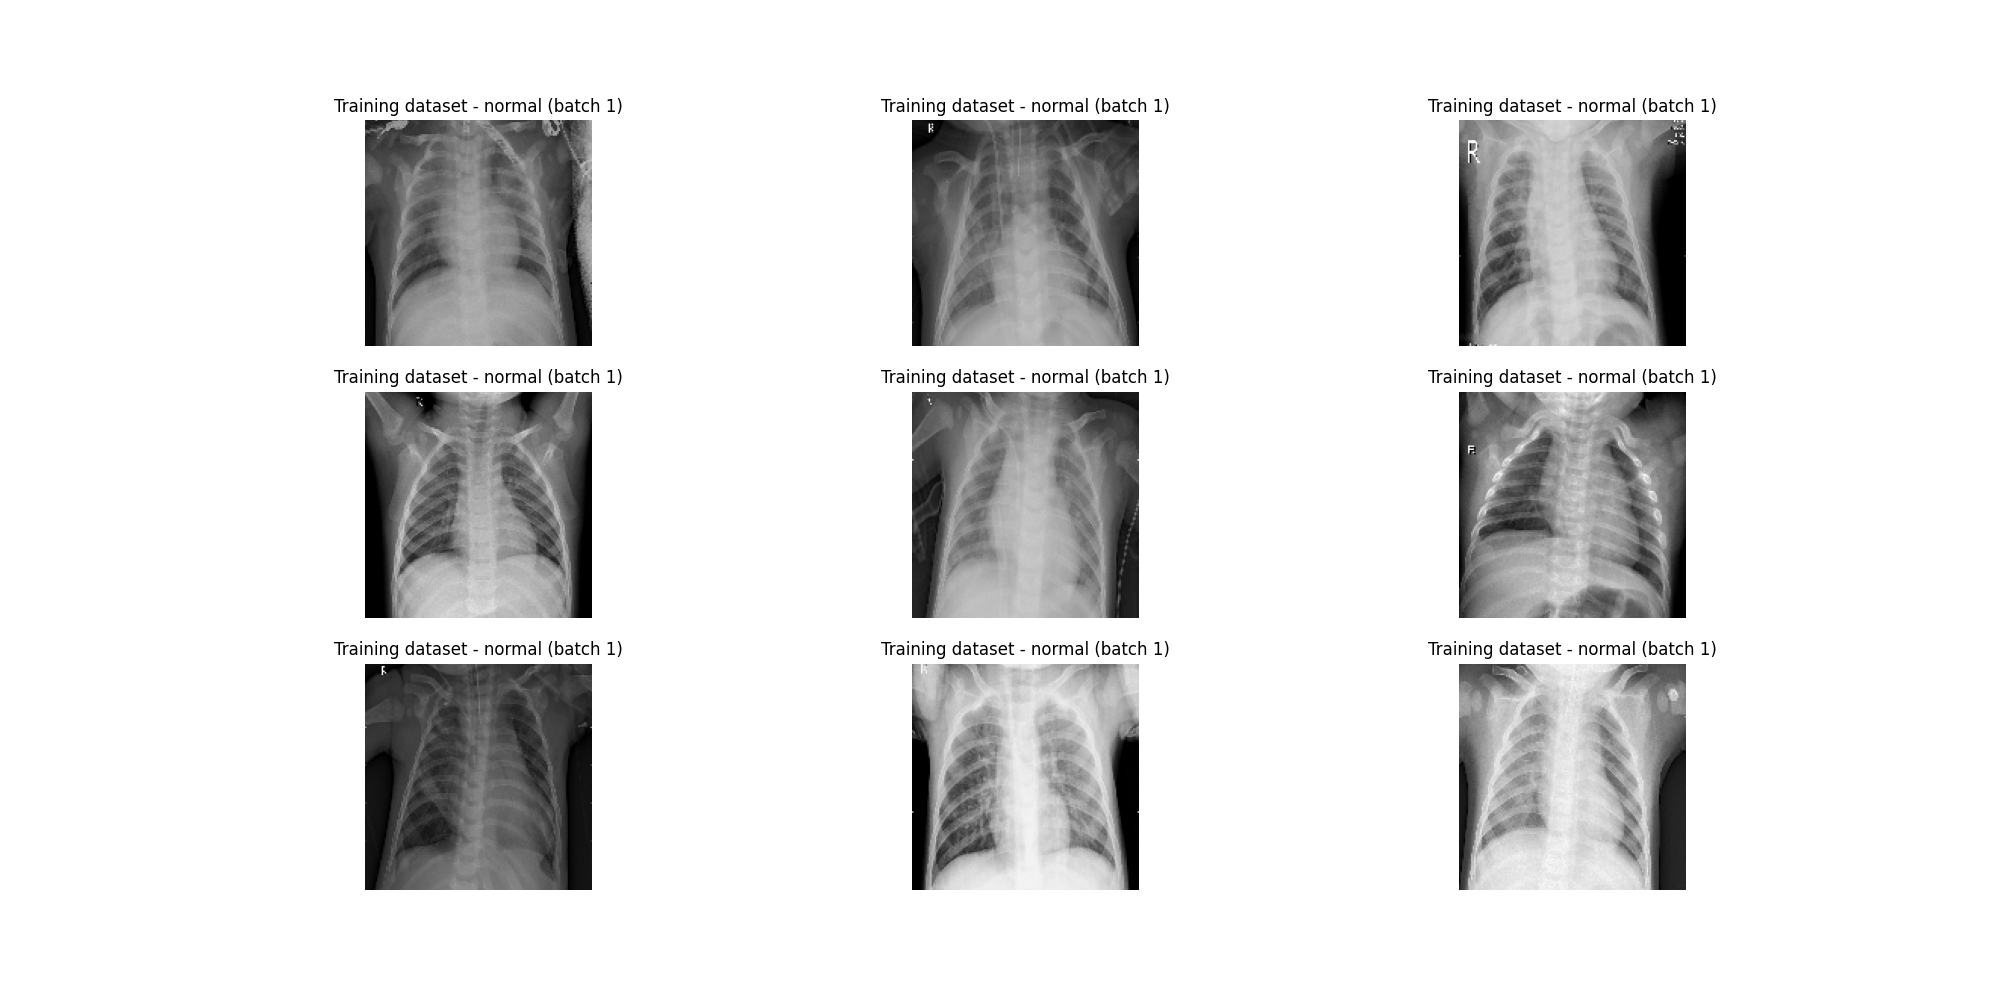 Training dataset - normal (batch 1)
Training dataset - normal (batch 1)
Training dataset - normal (batch 1)
R
R
Training dataset - normal (batch 1)
Training dataset - normal (batch 1)
Training dataset - normal (batch 1)
Training dataset - normal (batch 1)
Training dataset - normal (batch 1)
Training dataset - normal (batch 1)
R
R